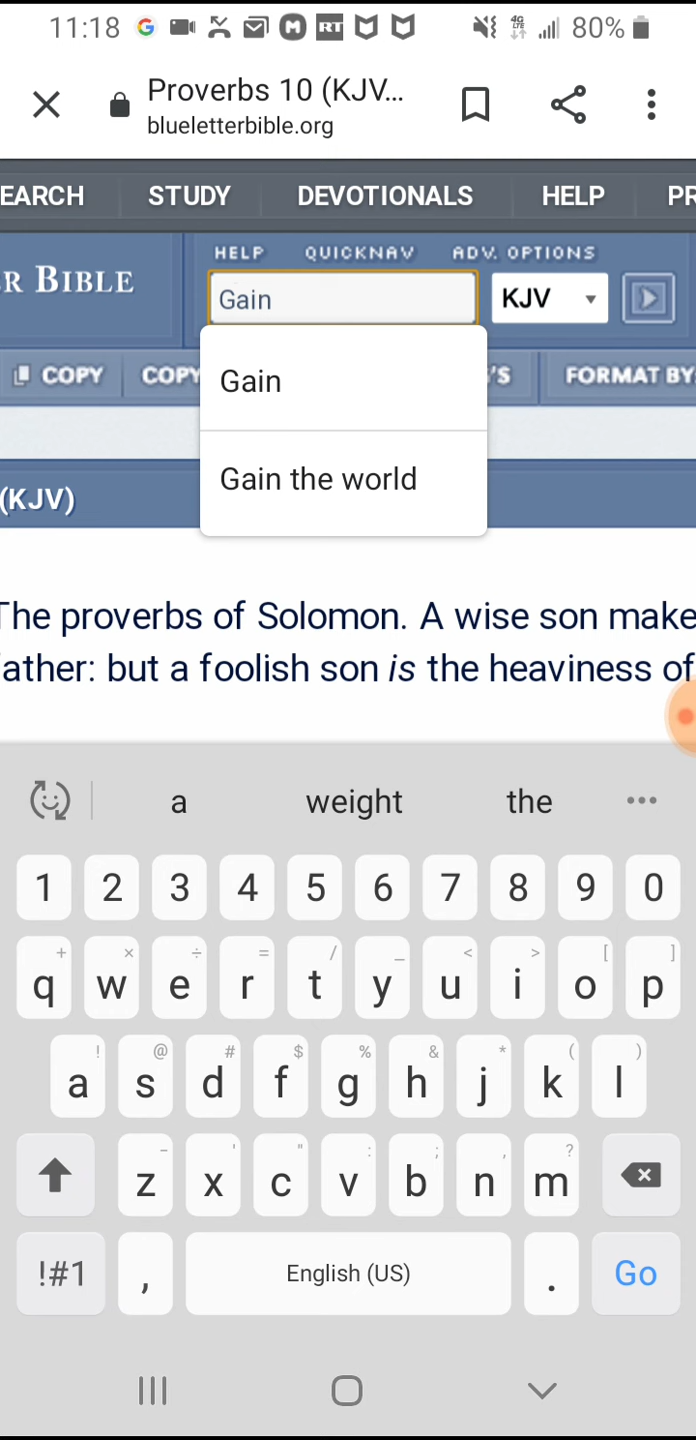 11:18 G M RT 4G LTE 80%
Proverbs 10 (KJV...
blueletterbible.org
EARCH STUDY DEVOTIONALS HELP PR
HELP QUICKNAV ADV. OPTIONS
R BIBLE
Gain KJV
COPY COPY 'S FORMAT BY
Gain
Gain the world
(KJV)
The proverbs of Solomon. A wise son make
father: but a foolish son is the heaviness of
a weight the ...
1 2 3 4 5 6 7 8 9 0
+ × ÷ = / _ < > [ ]
q w e r t y u i o p
! @ # $ % & * ( )
a s d f g h j k l
- ' " : ; , ?
z x c v b n m
!#1 , English (US) . Go